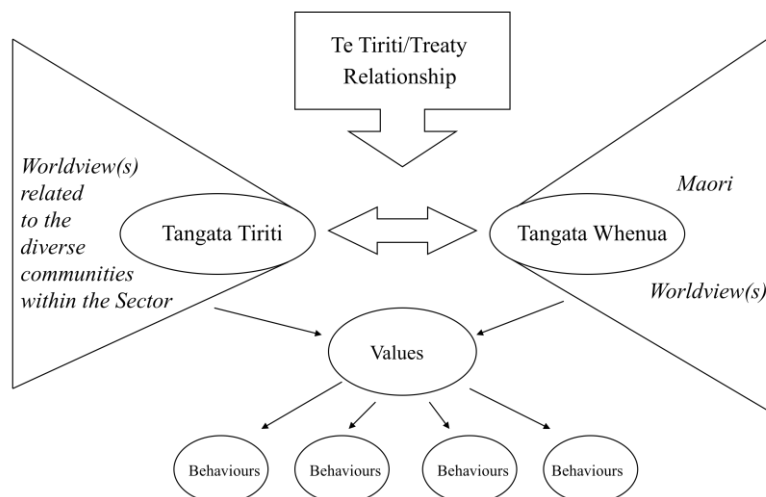 Te Tiriti/Treaty
Relationship
Worldview(s)
related
to the
diverse
communities
within the Sector
Tangata Tiriti
Tangata Whenua
Maori
Worldview(s)
Values
Behaviours
Behaviours
Behaviours
Behaviours